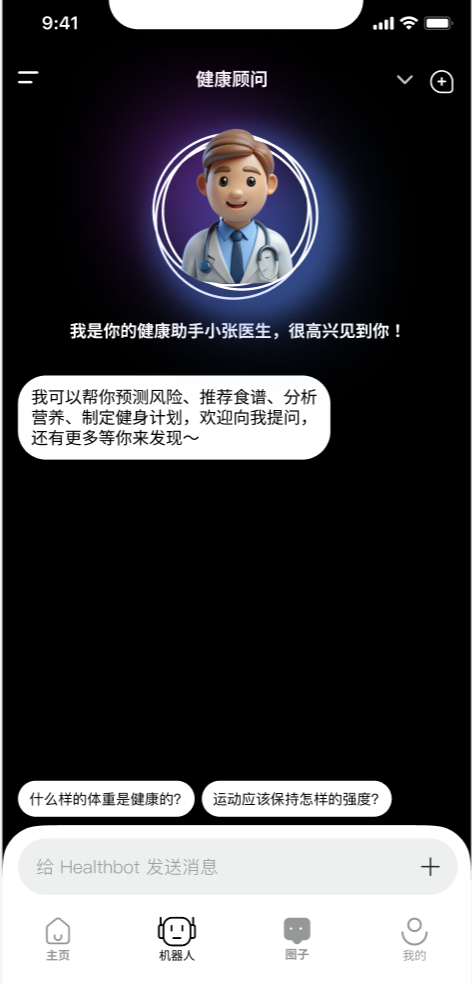 9:41
健康顾问
我是你的健康助手小张医生，很高兴见到你！
我可以帮你预测风险、推荐食谱、分析
营养、制定健身计划，欢迎向我提问，
还有更多等你来发现～
什么样的体重是健康的?
运动应该保持怎样的强度?
给 Healthbot 发送消息
主页
机器人
圈子
我的